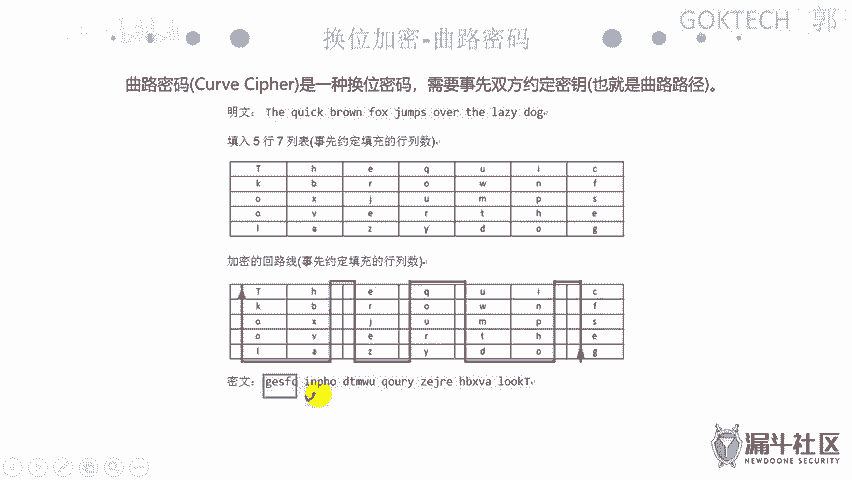 GOKTECH 郭
换位加密-曲路密码
曲路密码(Curve Cipher)是一种换位密码，需要事先双方约定密钥(也就是曲路路径)。
明文: The quick brown fox jumps over the lazy dog
填入 5 行 7 列表(事先约定填充的行列数)
T h e q u i c
k b r o w n f
o x j u m p s
o v e r t h e
l a z y d o g
加密的回路线(事先约定填充的行列数)
T h e q u i c
k b r o w n f
o x j u m p s
o v e r t h e
l a z y d o g
密文: gesfc inpho dtmwu qoury zejre hbxva lookT
漏斗社区
NEWDOONE SECURITY